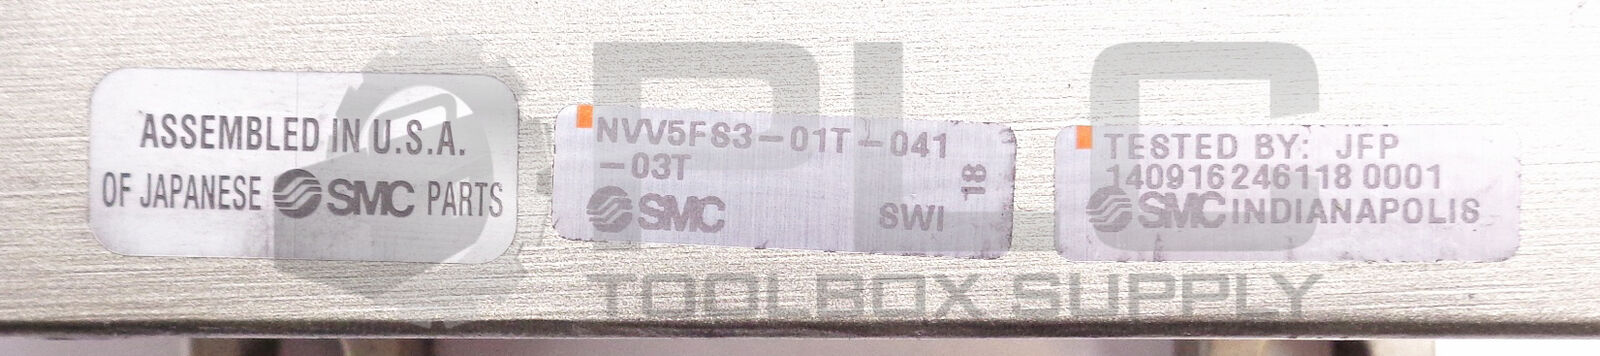 ASSEMBLED IN U.S.A.
OF JAPANESE SMC PARTS
NVV5FS3-01T-041
-03T
18
SMC SWI
TESTED BY: JFP
140916246118 0001
SMC INDIANAPOLIS
PLC
TOOLBOX SUPPLY